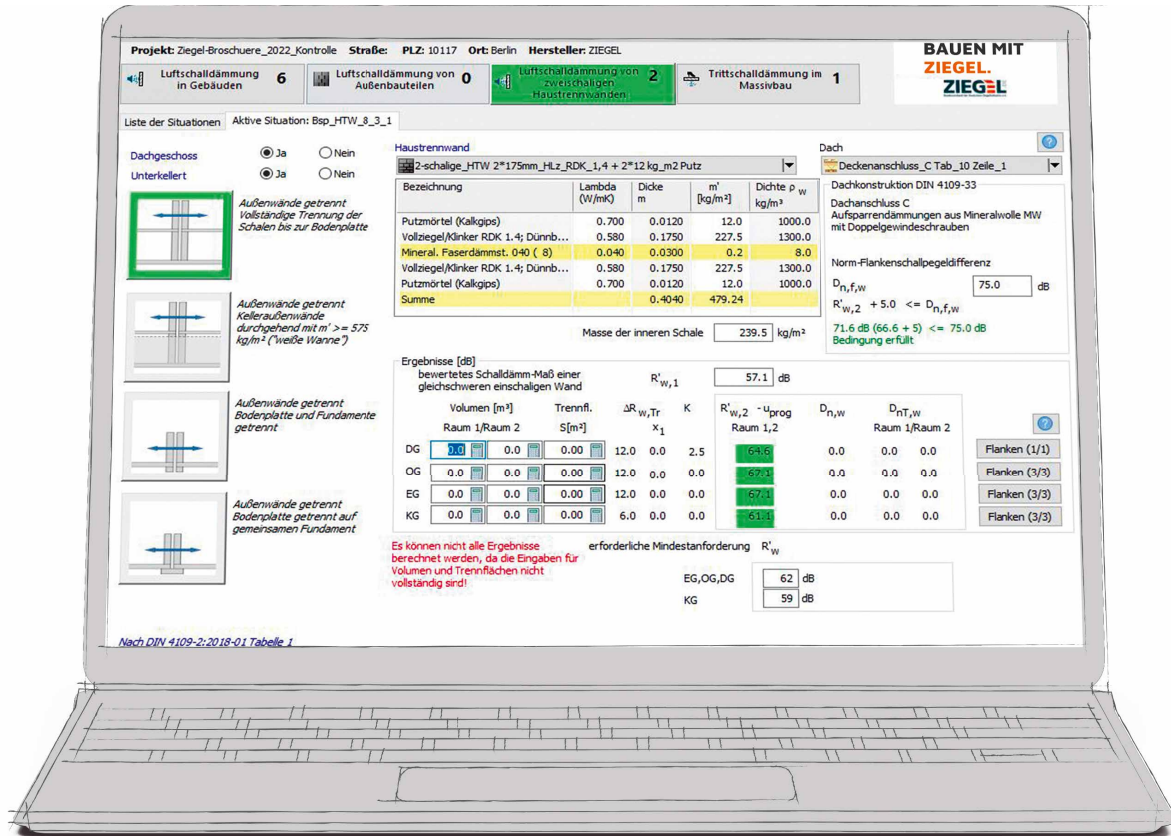 Projekt: Ziegel-Broschuere_2022_Kontrolle Straße: PLZ: 10117 Ort: Berlin Hersteller: ZIEGEL
BAUEN MIT
ZIEGEL.
ZIEGEL
Luftschalldämmung
in Gebäuden
6
Luftschalldämmung von
Außenbauteilen
0
Luftschalldämmung von
zweischaligen
Haustrennwänden
2
Trittschalldämmung im
Massivbau
1
Liste der Situationen
Aktive Situation: Bsp_HTW_8_3_1
Dachgeschoss Ja Nein
Unterkellert Ja Nein
Außenwände getrennt
Vollständige Trennung der
Schalen bis zur Bodenplatte
Außenwände getrennt
Kelleraußenwände
durchgehend mit m' >= 575
kg/m² ("weiße Wanne")
Außenwände getrennt
Bodenplatte und Fundamente
getrennt
Außenwände getrennt
Bodenplatte getrennt auf
gemeinsamen Fundament
Haustrennwand
2-schalige_HTW 2*175mm_HLz_RDK_1,4 + 2*12 kg_m2 Putz
Bezeichnung Lambda (W/mK) Dicke m m' [kg/m²] Dichte ρ w kg/m³
Putzmörtel (Kalkgips) 0.700 0.0120 12.0 1000.0
Vollziegel/Klinker RDK 1.4; Dünnb... 0.580 0.1750 227.5 1300.0
Mineral. Faserdämmst. 040 ( 8) 0.040 0.0300 0.2 8.0
Vollziegel/Klinker RDK 1.4; Dünnb... 0.580 0.1750 227.5 1300.0
Putzmörtel (Kalkgips) 0.700 0.0120 12.0 1000.0
Summe 0.4040 479.24
Masse der inneren Schale 239.5 kg/m²
Dach
?
Deckenanschluss_C Tab_10 Zeile_1
Dachkonstruktion DIN 4109-33
Dachanschluss C
Aufsparrendämmungen aus Mineralwolle MW
mit Doppelgewindeschrauben
Norm-Flankenschallpegeldifferenz
Dn,f,w 75.0 dB
R'w,2 + 5.0 <= Dn,f,w
71.6 dB (66.6 + 5) <= 75.0 dB
Bedingung erfüllt
Ergebnisse [dB]
bewertetes Schalldämm-Maß einer
gleichschweren einschaligen Wand
R'w,1 57.1 dB
Volumen [m³] Trennfl. ΔR w,Tr K R'w,2 - uprog Dn,w DnT,w
Raum 1/Raum 2 S[m²] x1 Raum 1,2 Raum 1/Raum 2
?
DG 0.0 0.0 0.00 12.0 0.0 2.5 64.6 0.0 0.0 0.0 Flanken (1/1)
OG 0.0 0.0 0.00 12.0 0.0 0.0 67.1 0.0 0.0 0.0 Flanken (3/3)
EG 0.0 0.0 0.00 12.0 0.0 0.0 67.1 0.0 0.0 0.0 Flanken (3/3)
KG 0.0 0.0 0.00 6.0 0.0 0.0 61.1 0.0 0.0 0.0 Flanken (3/3)
Es können nicht alle Ergebnisse
berechnet werden, da die Eingaben für
Volumen und Trennflächen nicht
vollständig sind!
erforderliche Mindestanforderung R'w
EG,OG,DG 62 dB
KG 59 dB
Nach DIN 4109-2:2018-01 Tabelle 1